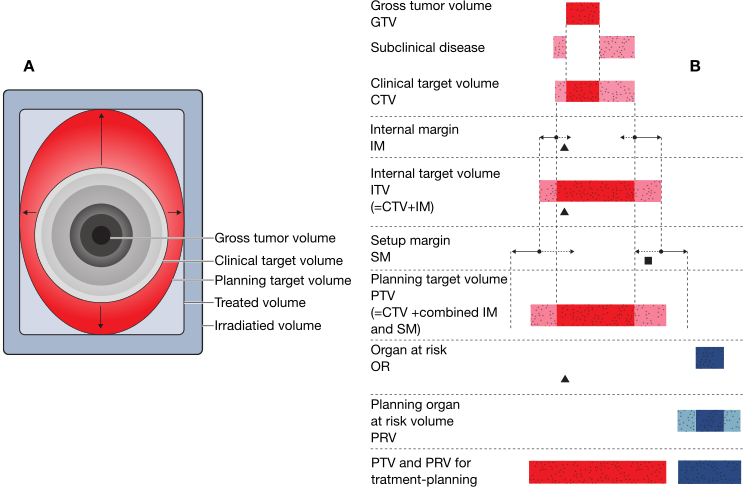 A
Gross tumor volume
Clinical target volume
Planning target volume
Treated volume
Irradiatied volume
B
Gross tumor volume
GTV
Subclinical disease
Clinical target volume
CTV
Internal margin
IM
Internal target volume
ITV
(=CTV+IM)
Setup margin
SM
Planning target volume
PTV
(=CTV +combined IM
and SM)
Organ at risk
OR
Planning organ
at risk volume
PRV
PTV and PRV for
tratment-planning